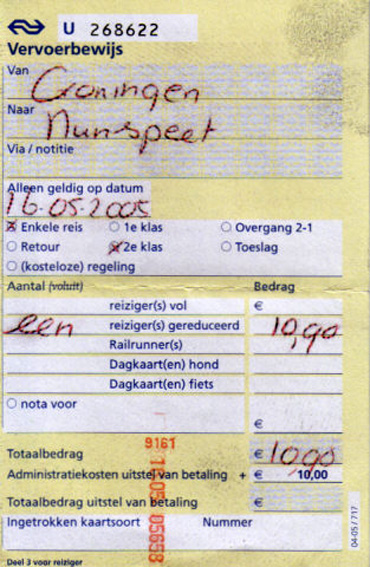 U 268622
Vervoerbewijs
Van
Groningen
Naar
Nunspeet
Via / notitie
Alleen geldig op datum
16-05-2005
Enkele reis 1e klas Overgang 2-1
Retour 2e klas Toeslag
(kosteloze) regeling
Aantal (voluit) Bedrag
reiziger(s) vol €
een reiziger(s) gereduceerd 10,90
Railrunner(s)
Dagkaart(en) hond
Dagkaart(en) fiets
nota voor
€
9161 16 05 05658
Totaalbedrag € 10,90
Administratiekosten uitstel van betaling + € 10,00
Totaalbedrag uitstel van betaling €
Ingetrokken kaartsoort Nummer
04-05/717
Deel 3 voor reiziger